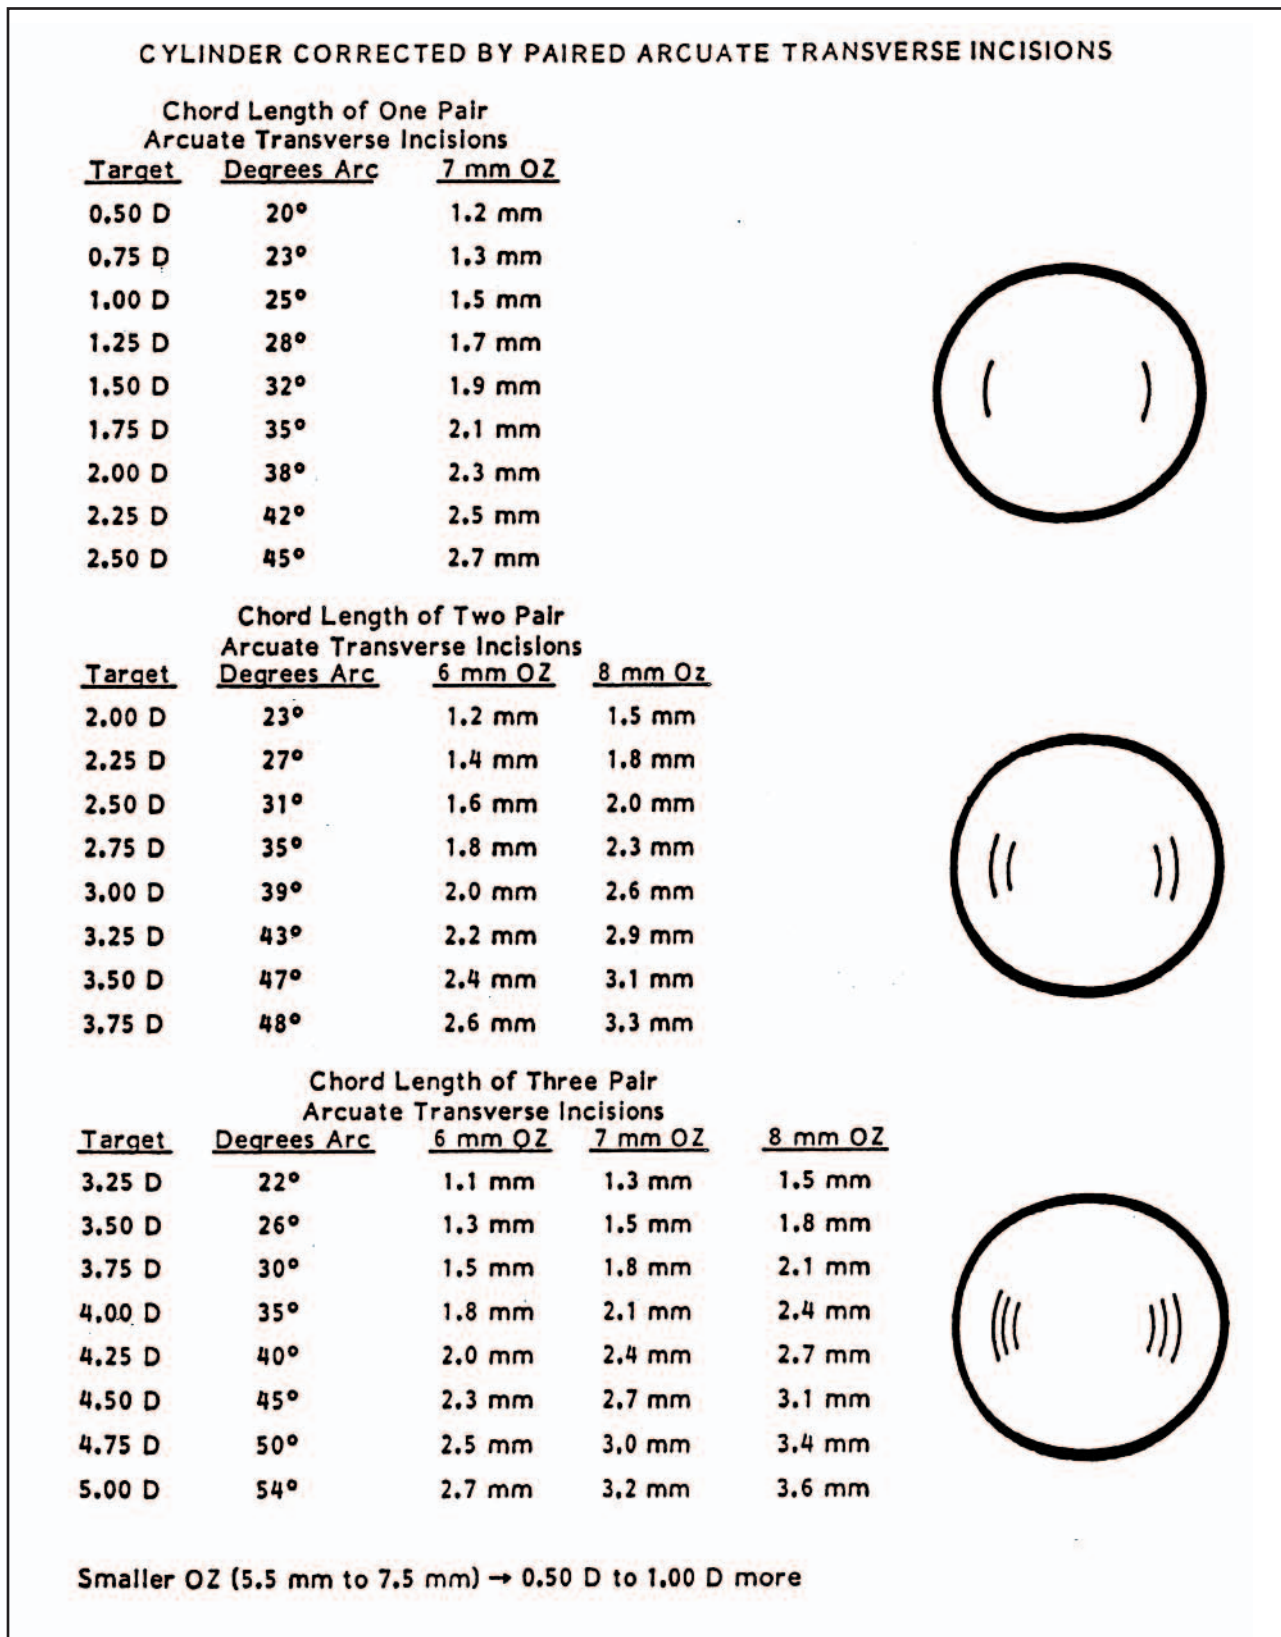 CYLINDER CORRECTED BY PAIRED ARCUATE TRANSVERSE INCISIONS
Chord Length of One Pair
Arcuate Transverse Incisions
Target Degrees Arc 7 mm OZ
0.50 D 20° 1.2 mm
0.75 D 23° 1.3 mm
1.00 D 25° 1.5 mm
1.25 D 28° 1.7 mm
1.50 D 32° 1.9 mm
1.75 D 35° 2.1 mm
2.00 D 38° 2.3 mm
2.25 D 42° 2.5 mm
2.50 D 45° 2.7 mm
Chord Length of Two Pair
Arcuate Transverse Incisions
Target Degrees Arc 6 mm OZ 8 mm Oz
2.00 D 23° 1.2 mm 1.5 mm
2.25 D 27° 1.4 mm 1.8 mm
2.50 D 31° 1.6 mm 2.0 mm
2.75 D 35° 1.8 mm 2.3 mm
3.00 D 39° 2.0 mm 2.6 mm
3.25 D 43° 2.2 mm 2.9 mm
3.50 D 47° 2.4 mm 3.1 mm
3.75 D 48° 2.6 mm 3.3 mm
Chord Length of Three Pair
Arcuate Transverse Incisions
Target Degrees Arc 6 mm OZ 7 mm OZ 8 mm OZ
3.25 D 22° 1.1 mm 1.3 mm 1.5 mm
3.50 D 26° 1.3 mm 1.5 mm 1.8 mm
3.75 D 30° 1.5 mm 1.8 mm 2.1 mm
4.00 D 35° 1.8 mm 2.1 mm 2.4 mm
4.25 D 40° 2.0 mm 2.4 mm 2.7 mm
4.50 D 45° 2.3 mm 2.7 mm 3.1 mm
4.75 D 50° 2.5 mm 3.0 mm 3.4 mm
5.00 D 54° 2.7 mm 3.2 mm 3.6 mm
Smaller OZ (5.5 mm to 7.5 mm) → 0.50 D to 1.00 D more